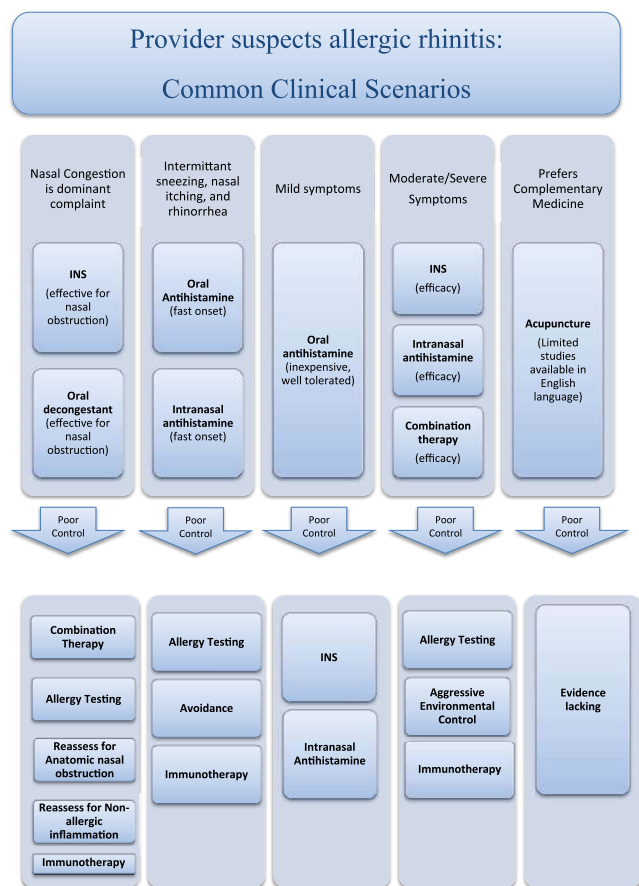 Provider suspects allergic rhinitis:
Common Clinical Scenarios
Nasal Congestion
is dominant
complaint
INS
(effective for
nasal
obstruction)
Oral
decongestant
(effective for
nasal
obstruction)
Intermittant
sneezing, nasal
itching, and
rhinorrhea
Oral
Antihistamine
(fast onset)
Intranasal
antihistamine
(fast onset)
Mild symptoms
Oral
antihistamine
(inexpensive,
well tolerated)
Moderate/Severe
Symptoms
INS
(efficacy)
Intranasal
antihistamine
(efficacy)
Combination
therapy
(efficacy)
Prefers
Complementary
Medicine
Acupuncture
(Limited
studies
available in
English
language)
Poor
Control
Poor
Control
Poor
Control
Poor
Control
Poor
Control
Combination
Therapy
Allergy Testing
Reassess for
Anatomic nasal
obstruction
Reassess for Non-
allergic
inflammation
Immunotherapy
Allergy Testing
Avoidance
Immunotherapy
INS
Intranasal
Antihistamine
Allergy Testing
Aggressive
Environmental
Control
Immunotherapy
Evidence
lacking